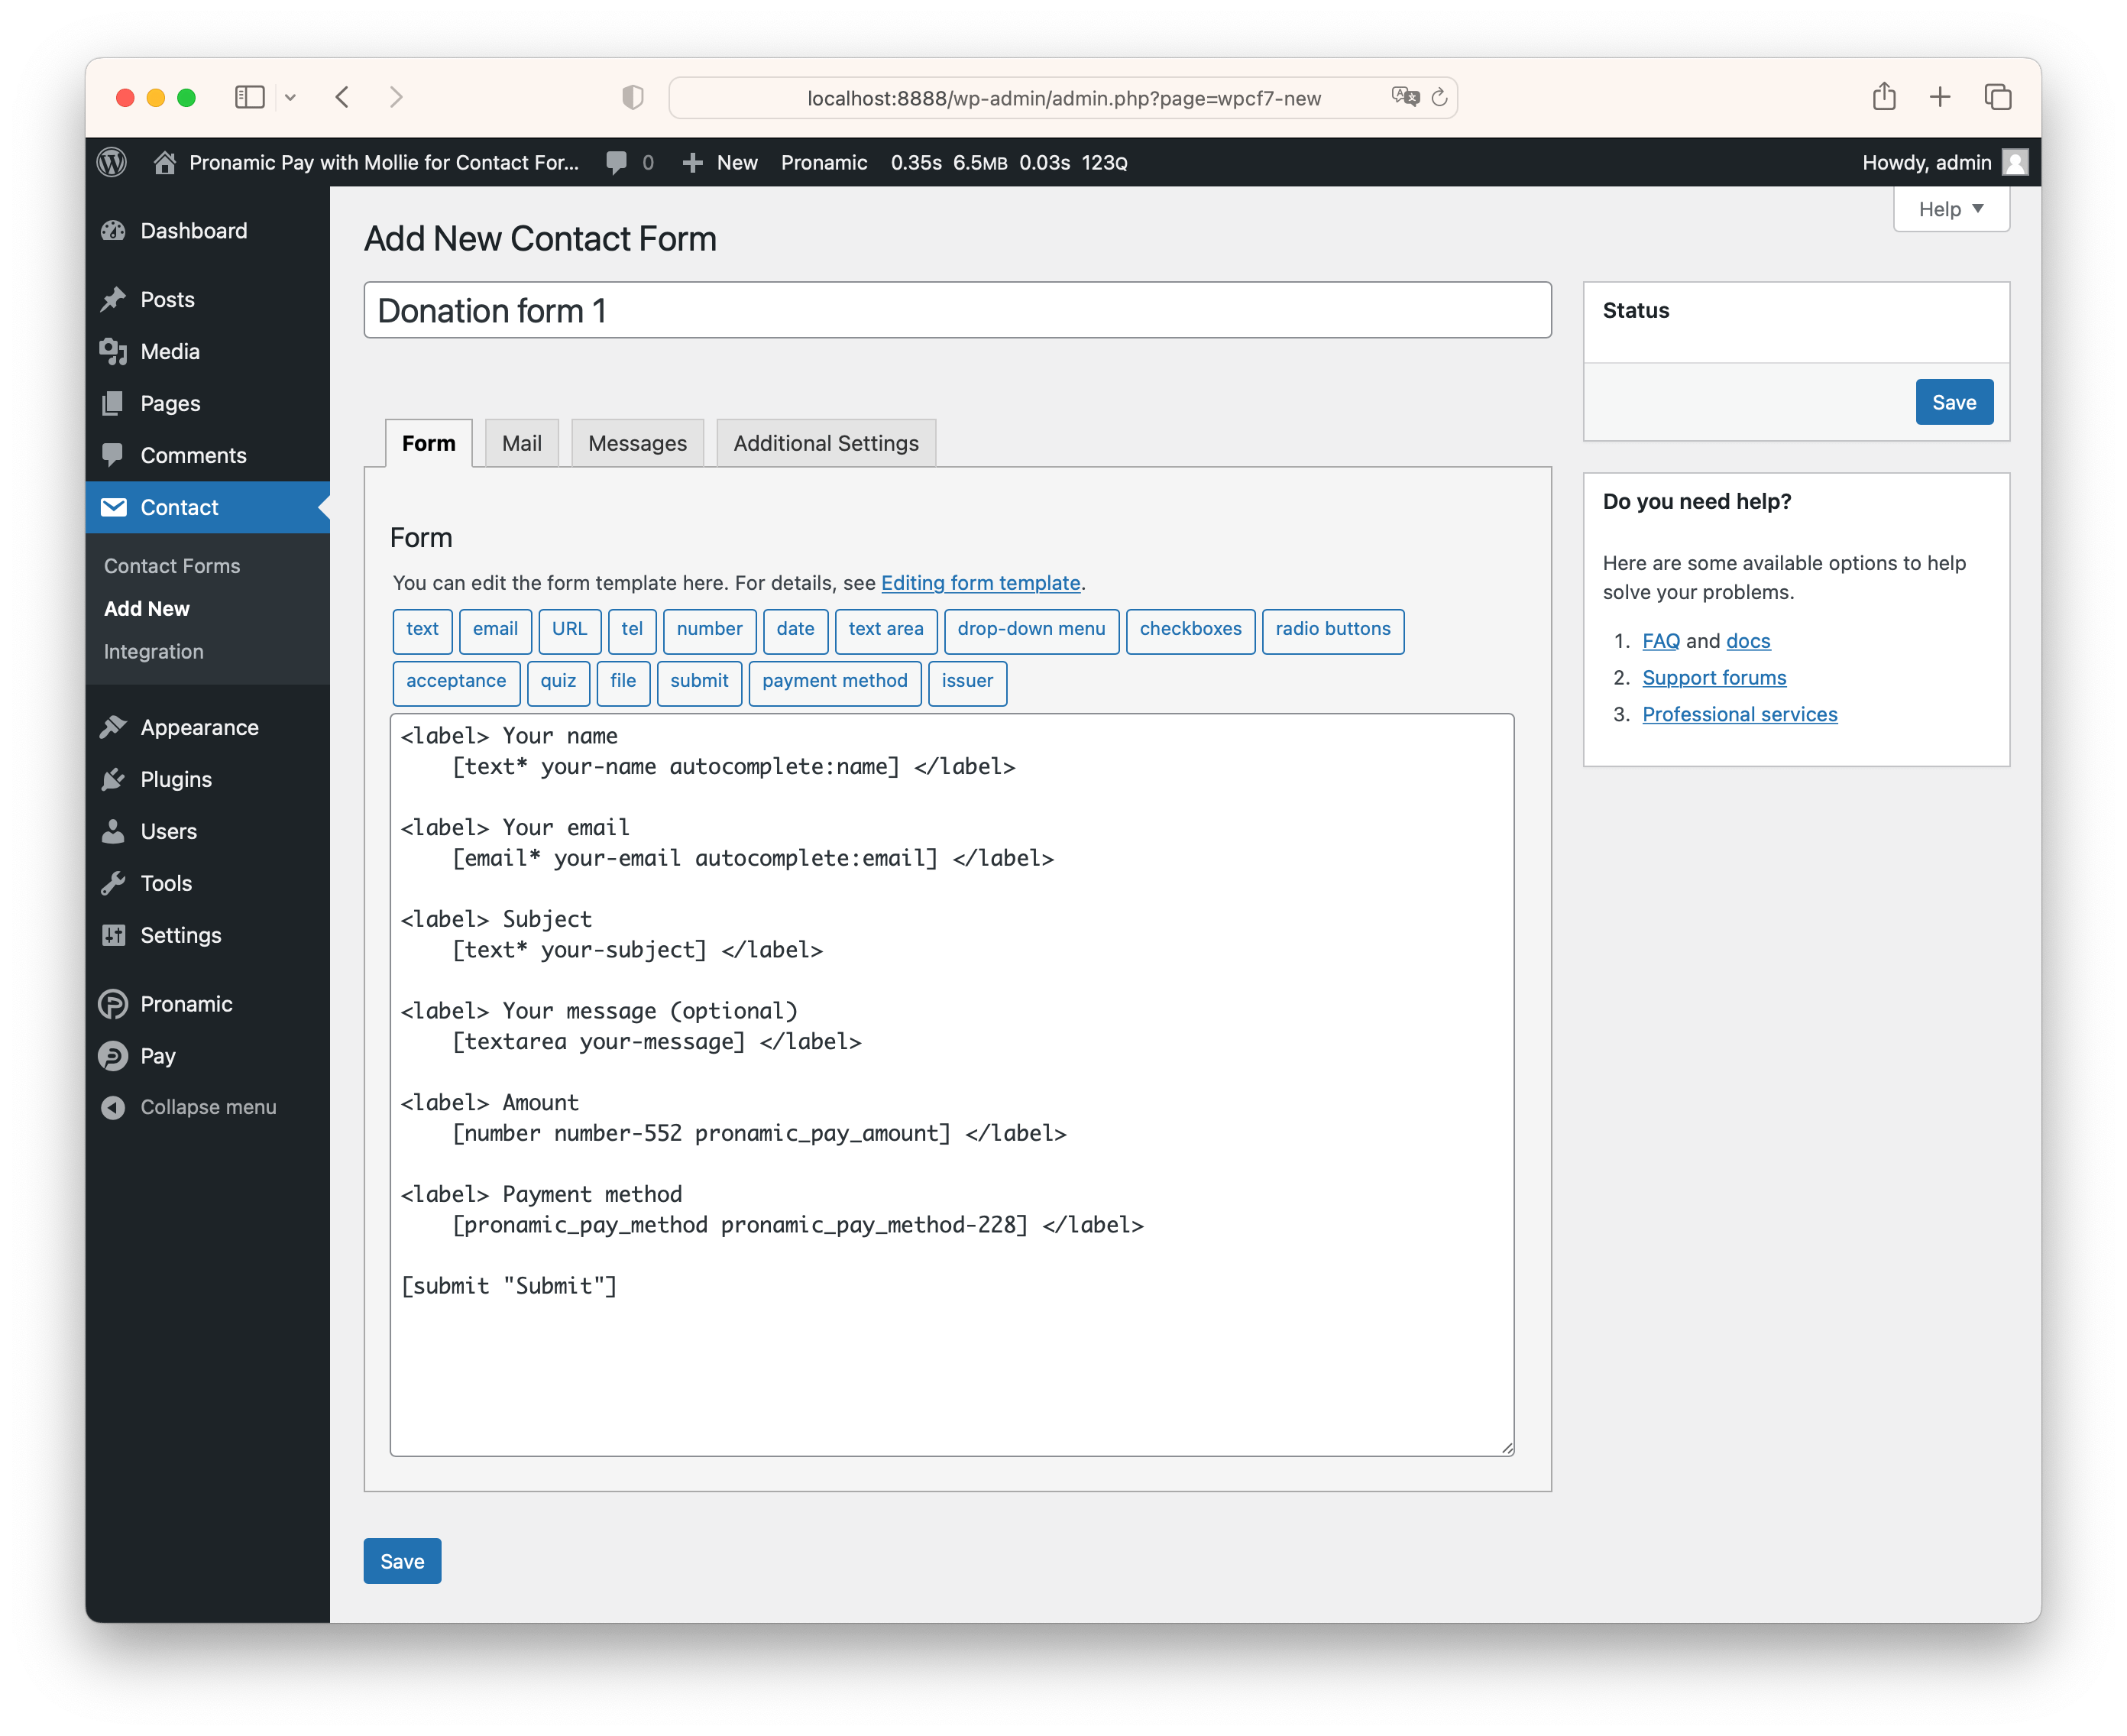 localhost:8888/wp-admin/admin.php?page=wpcf7-new
Pronamic Pay with Mollie for Contact For... 0 New Pronamic 0.35s 6.5MB 0.03s 123Q Howdy, admin
Help
Dashboard
Posts
Media
Pages
Comments
Contact
Contact Forms
Add New
Integration
Appearance
Plugins
Users
Tools
Settings
Pronamic
Pay
Collapse menu
Add New Contact Form
Donation form 1
Form Mail Messages Additional Settings
Form
You can edit the form template here. For details, see Editing form template.
text email URL tel number date text area drop-down menu checkboxes radio buttons
acceptance quiz file submit payment method issuer
<label> Your name
    [text* your-name autocomplete:name] </label>
<label> Your email
    [email* your-email autocomplete:email] </label>
<label> Subject
    [text* your-subject] </label>
<label> Your message (optional)
    [textarea your-message] </label>
<label> Amount
    [number number-552 pronamic_pay_amount] </label>
<label> Payment method
    [pronamic_pay_method pronamic_pay_method-228] </label>
[submit "Submit"]
Save
Status
Save
Do you need help?
Here are some available options to help
solve your problems.
1. FAQ and docs
2. Support forums
3. Professional services